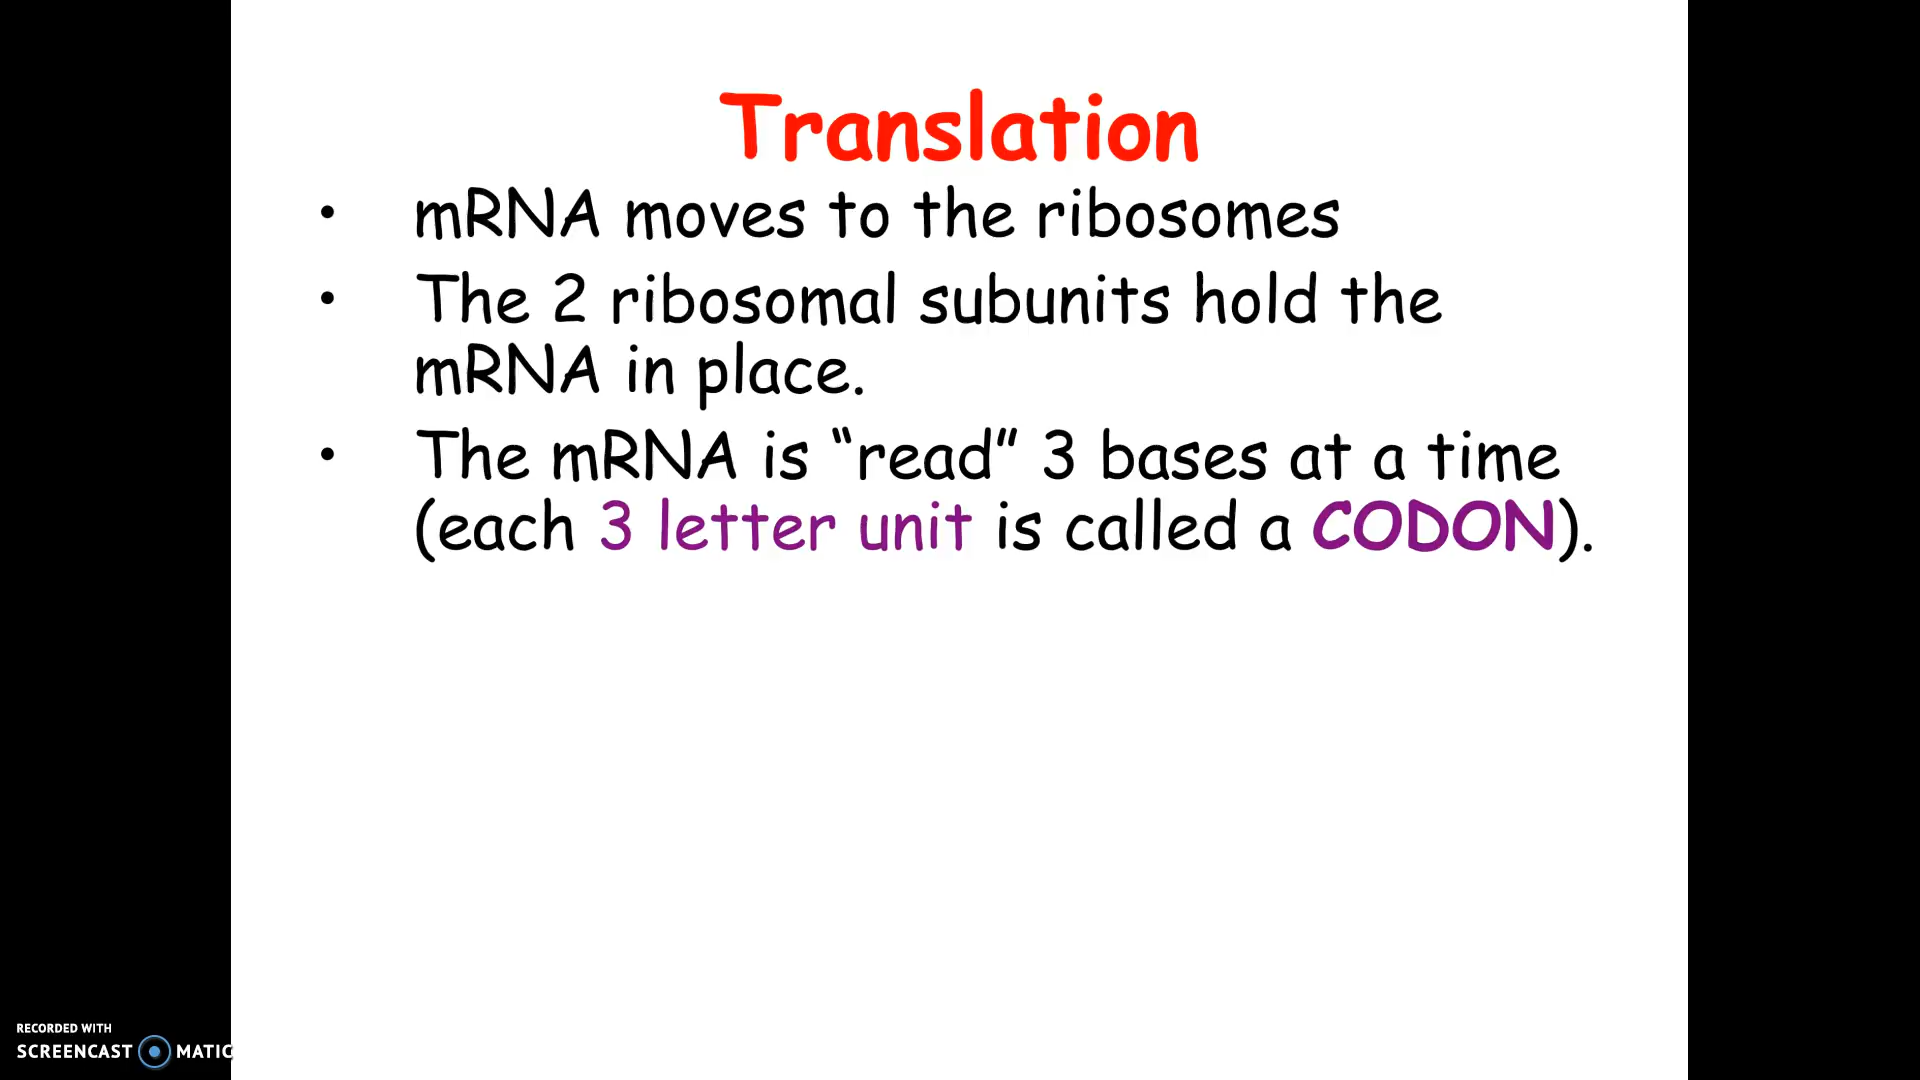 Translation
• mRNA moves to the ribosomes
• The 2 ribosomal subunits hold the
mRNA in place.
• The mRNA is “read” 3 bases at a time
(each 3 letter unit is called a CODON).
RECORDED WITH
SCREENCAST MATIC